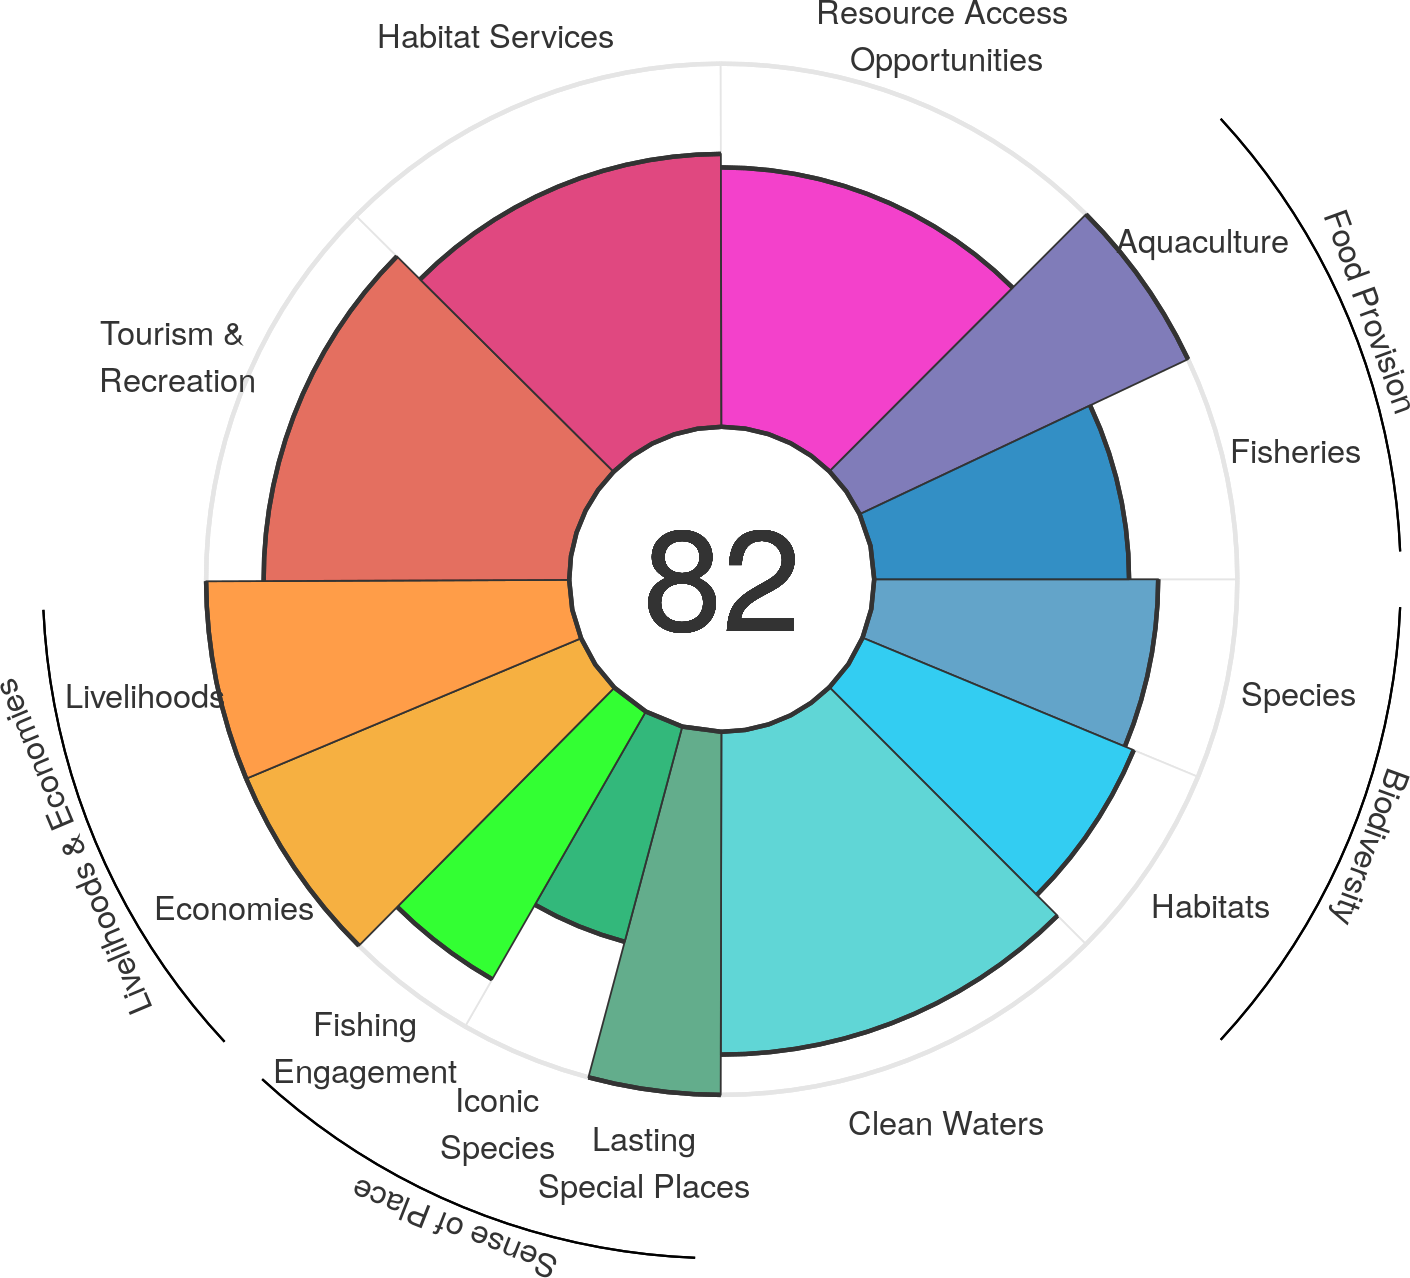 Resource Access
Opportunities
Habitat Services
Aquaculture
Food Provision
Tourism &
Recreation
Fisheries
82
Livelihoods
Species
Livelihoods & Economies
Biodiversity
Economies
Habitats
Fishing
Engagement
Iconic
Species
Lasting
Special Places
Clean Waters
Sense of Place